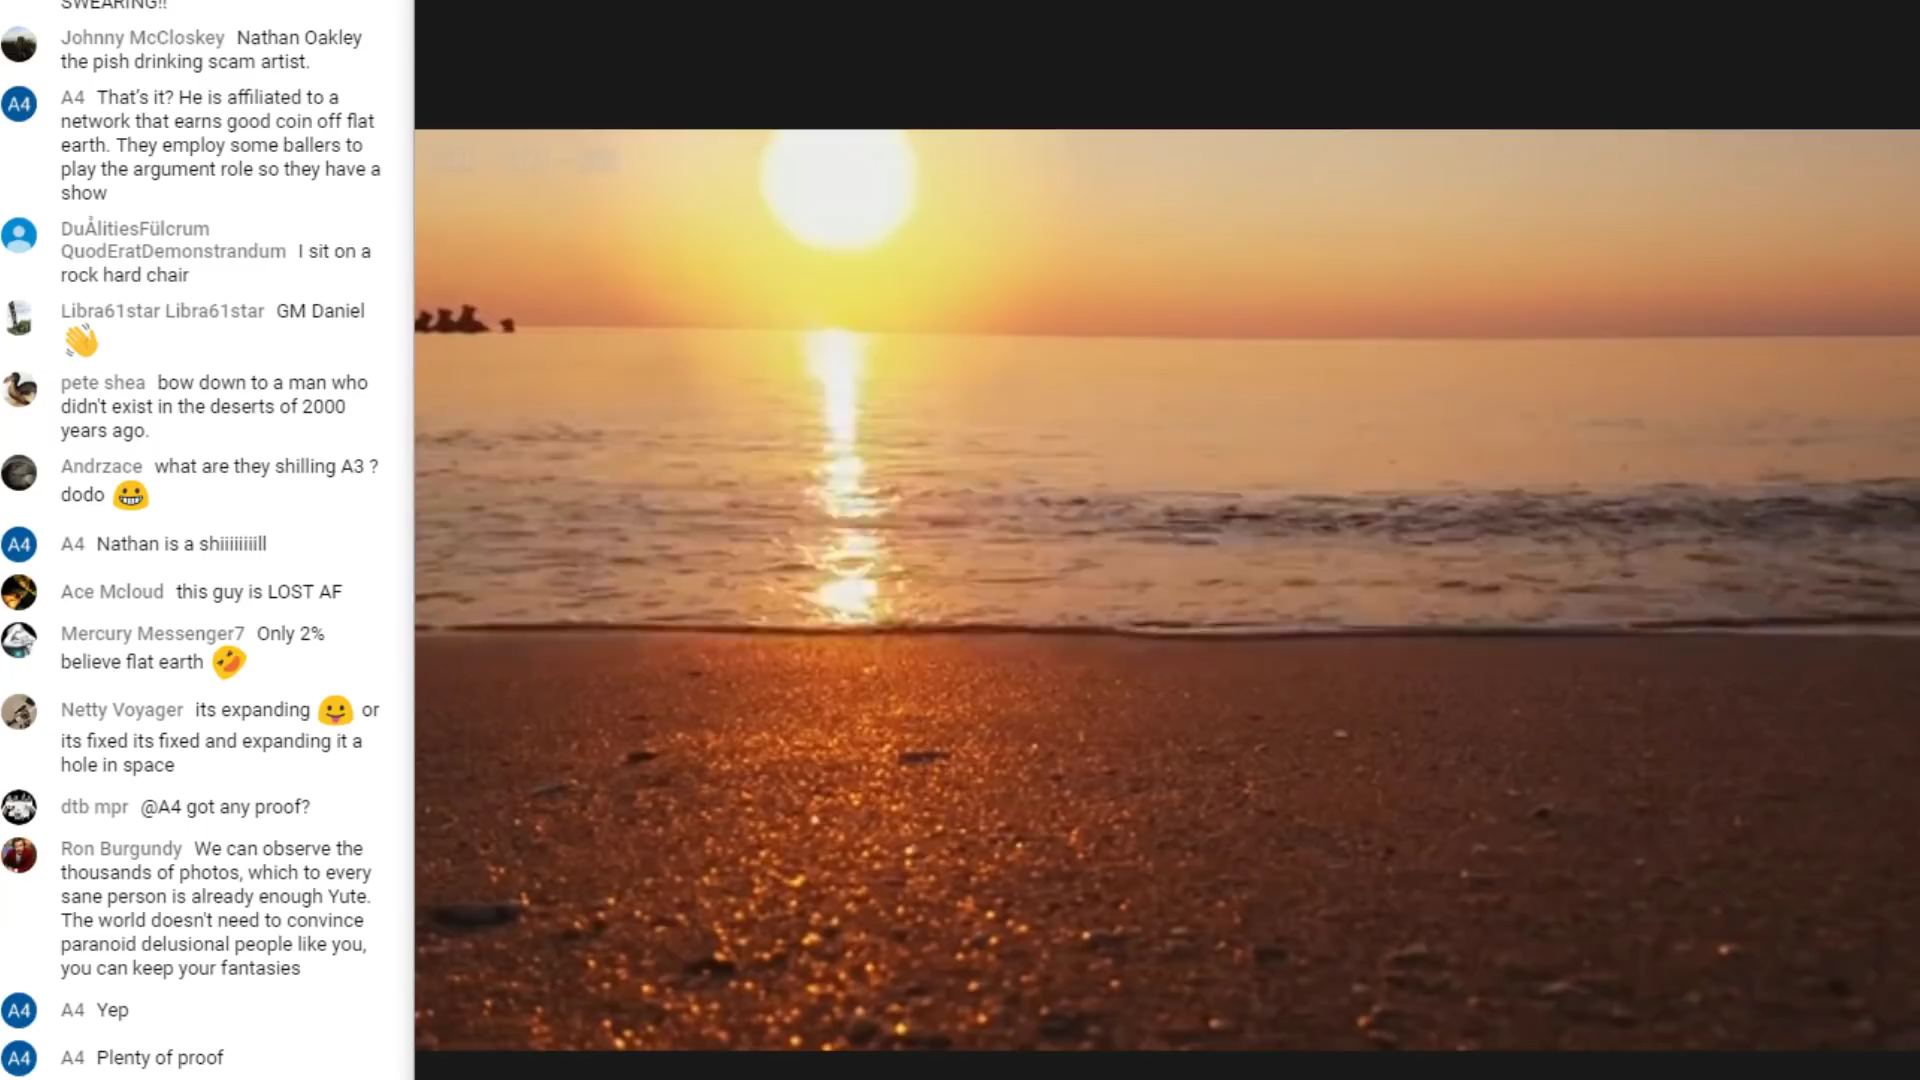 SWEARING!!
Johnny McCloskey Nathan Oakley
the pish drinking scam artist.
A4 A4 That's it? He is affiliated to a
network that earns good coin off flat
earth. They employ some ballers to
play the argument role so they have a
show
DuÅlitiesFülcrum
QuodEratDemonstrandum I sit on a
rock hard chair
Libra61star Libra61star GM Daniel
👋
pete shea bow down to a man who
didn't exist in the deserts of 2000
years ago.
Andrzace what are they shilling A3 ?
dodo 😀
A4 A4 Nathan is a shiiiiiiiiill
Ace Mcloud this guy is LOST AF
Mercury Messenger7 Only 2%
believe flat earth 🤣
Netty Voyager its expanding 😛 or
its fixed its fixed and expanding it a
hole in space
dtb mpr @A4 got any proof?
Ron Burgundy We can observe the
thousands of photos, which to every
sane person is already enough Yute.
The world doesn't need to convince
paranoid delusional people like you,
you can keep your fantasies
A4 A4 Yep
A4 A4 Plenty of proof